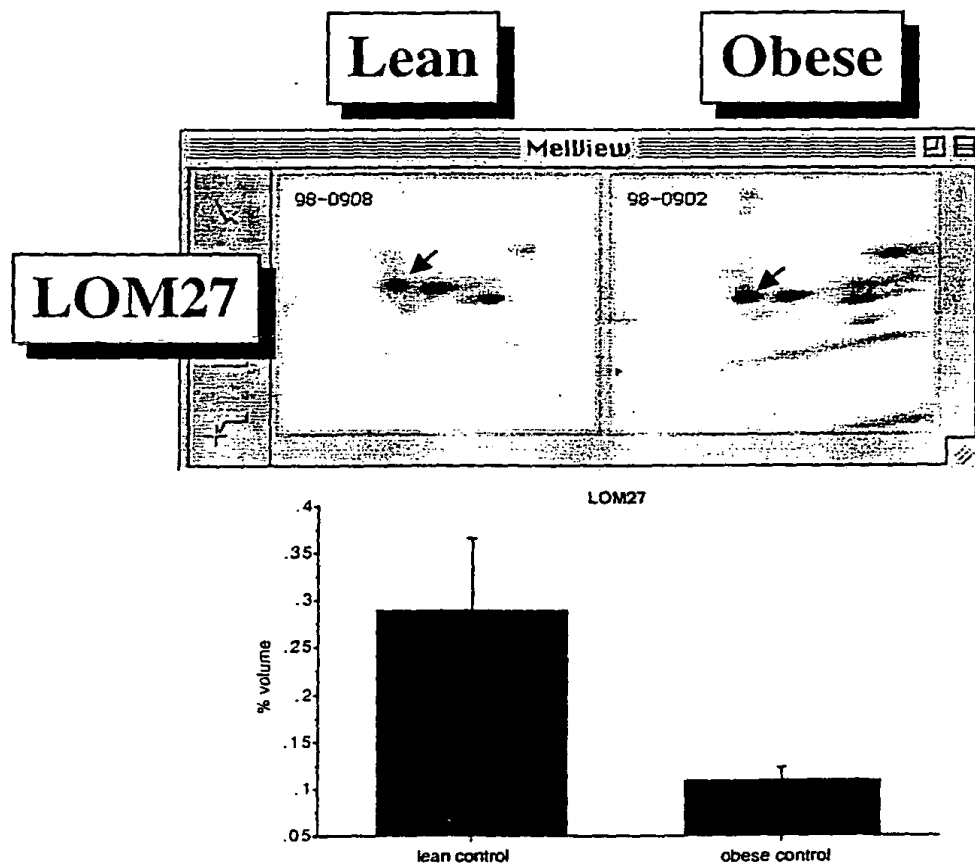 Lean
Obese
MelView
98-0908
98-0902
LOM27
LOM27
.4
.35
.3
.25
.2
.15
.1
.05
% volume
lean control
obese control